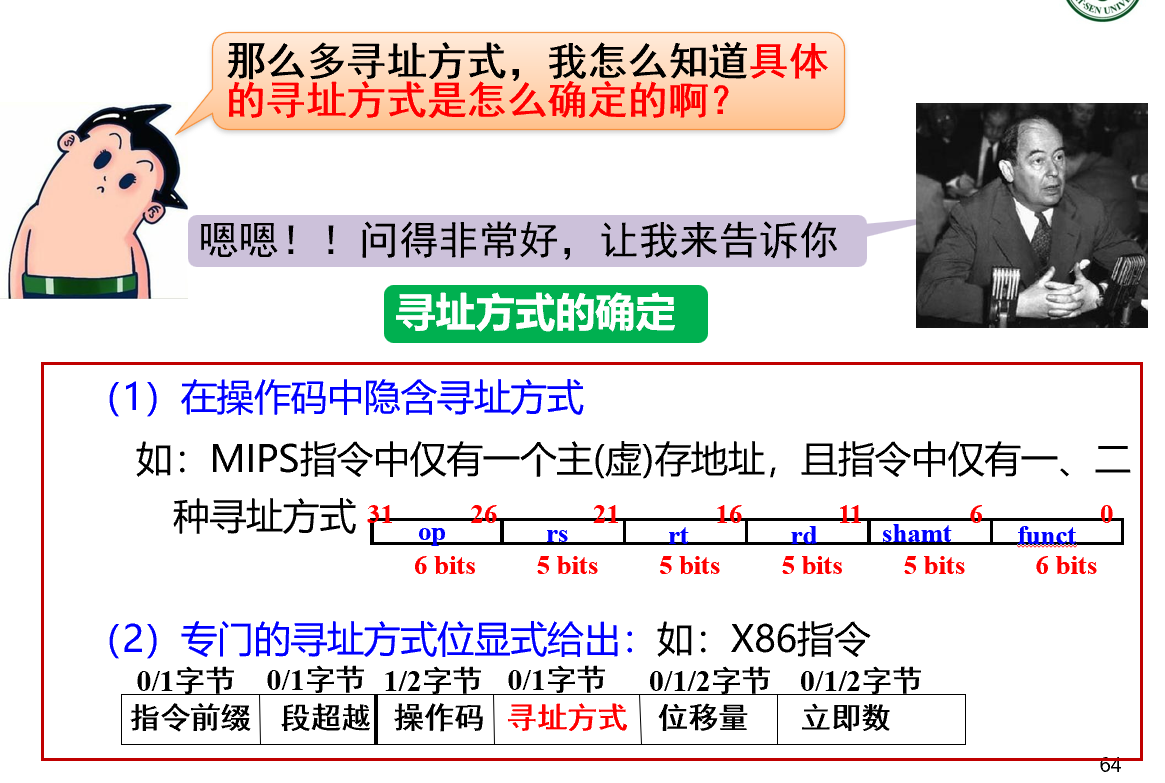 -SEN UNIV
那么多寻址方式，我怎么知道具体
的寻址方式是怎么确定的啊？
嗯嗯！！问得非常好，让我来告诉你
寻址方式的确定
（1）在操作码中隐含寻址方式
如：MIPS指令中仅有一个主(虚)存地址，且指令中仅有一、二
种寻址方式
31 26 21 16 11 6 0
op rs rt rd shamt funct
6 bits 5 bits 5 bits 5 bits 5 bits 6 bits
（2）专门的寻址方式位显式给出：如：X86指令
0/1字节 0/1字节 1/2字节 0/1字节 0/1/2字节 0/1/2字节
指令前缀 段超越 操作码 寻址方式 位移量 立即数
64